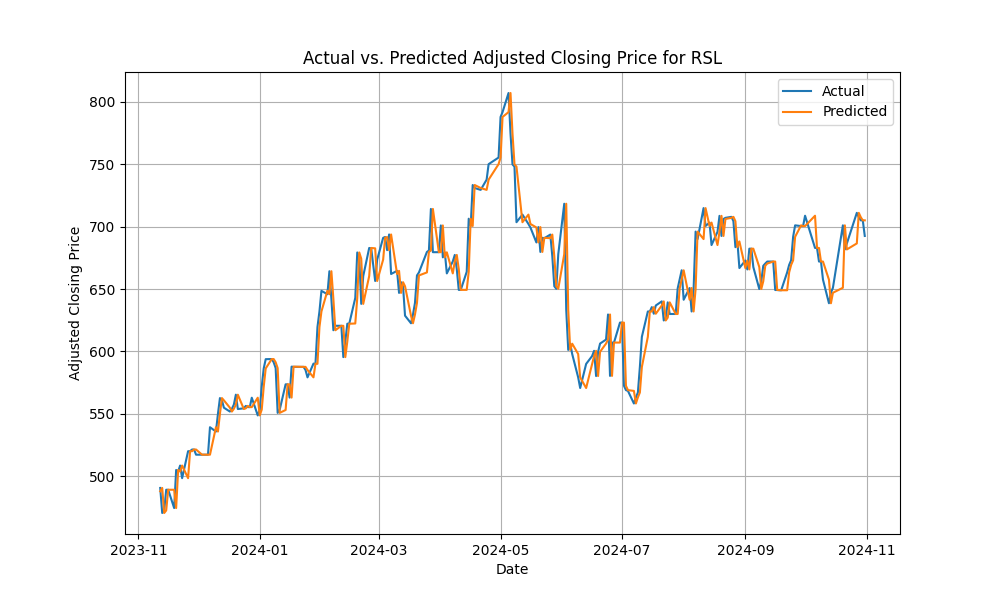 Actual vs. Predicted Adjusted Closing Price for RSL
Actual
Predicted
Adjusted Closing Price
800
750
700
650
600
550
500
2023-11 2024-01 2024-03 2024-05 2024-07 2024-09 2024-11
Date